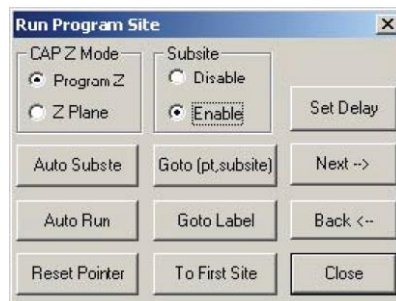 Run Program Site
CAP Z Mode
Program Z
Z Plane
Subsite
Disable
Enable
Set Delay
Auto Subste
Goto (pt,subsite)
Next -->
Auto Run
Goto Label
Back <--
Reset Pointer
To First Site
Close